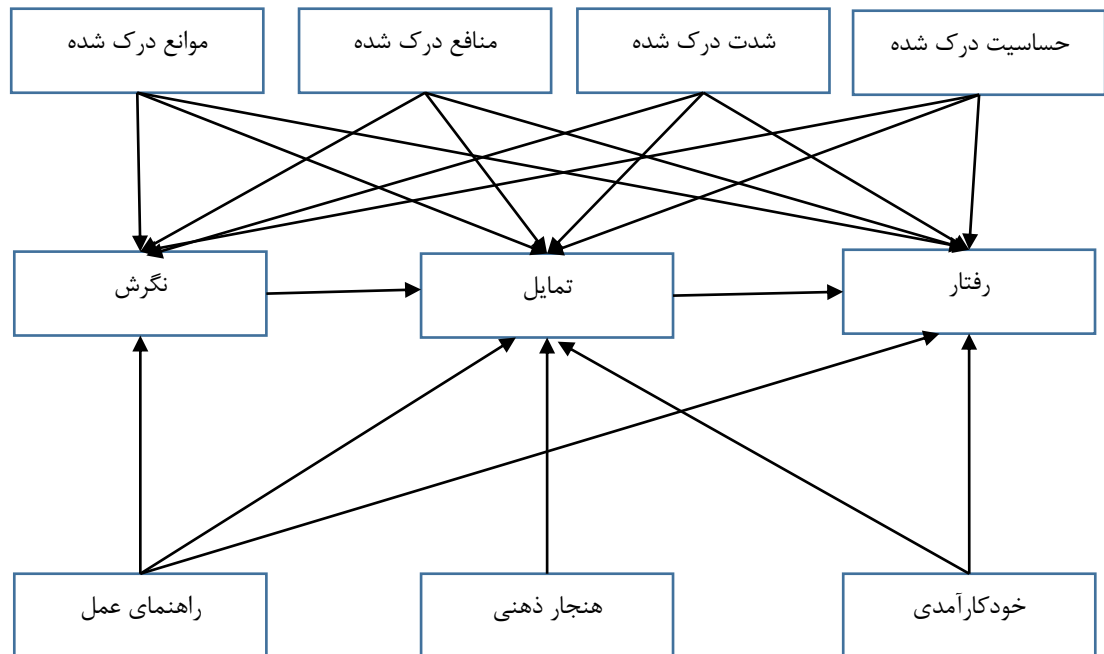 حساسیت درک شده
شدت درک شده
منافع درک شده
موانع درک شده
رفتار
تمایل
نگرش
خودکارآمدی
هنجار ذهنی
راهنمای عمل